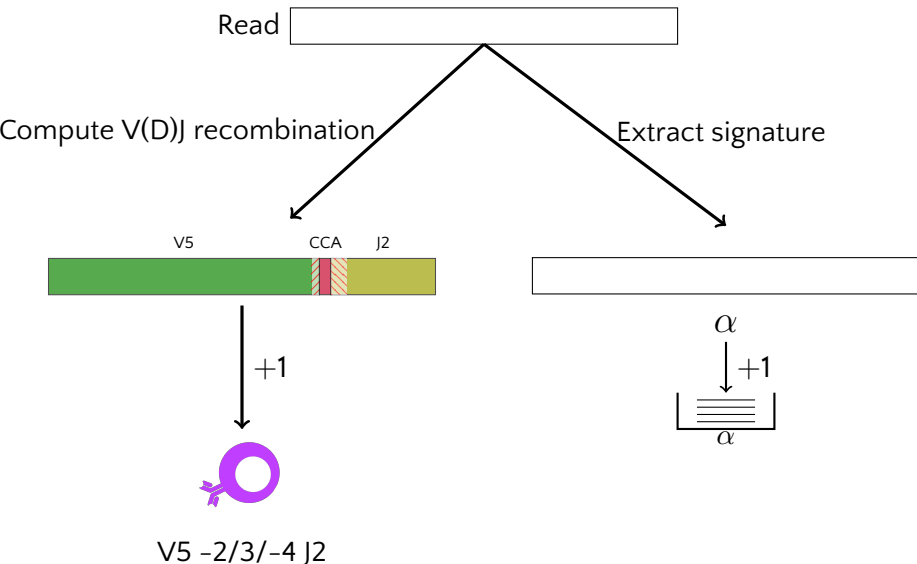 Read
Compute V(D)J recombination
Extract signature
V5 CCA J2
α
+1
+1
α
V5 -2/3/-4 J2